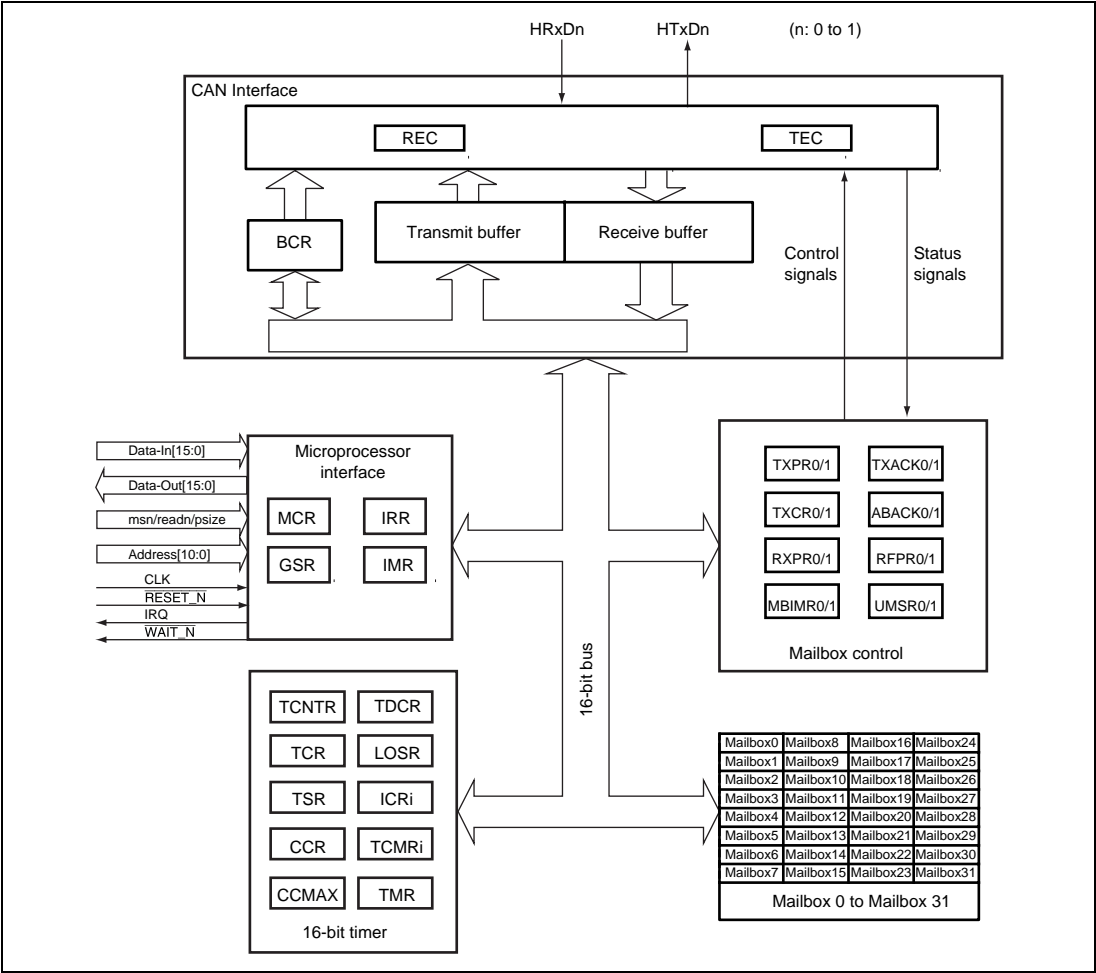 HRxDn HTxDn (n: 0 to 1)
CAN Interface
REC TEC
BCR
Transmit buffer Receive buffer
Control
signals
Status
signals
Data-In[15:0]
Data-Out[15:0]
msn/readn/psize
Address[10:0]
CLK
RESET_N
IRQ
WAIT_N
Microprocessor
interface
MCR IRR
GSR IMR
TXPR0/1 TXACK0/1
TXCR0/1 ABACK0/1
RXPR0/1 RFPR0/1
MBIMR0/1 UMSR0/1
Mailbox control
16-bit bus
TCNTR TDCR
TCR LOSR
TSR ICRi
CCR TCMRi
CCMAX TMR
16-bit timer
Mailbox0 Mailbox8 Mailbox16 Mailbox24
Mailbox1 Mailbox9 Mailbox17 Mailbox25
Mailbox2 Mailbox10 Mailbox18 Mailbox26
Mailbox3 Mailbox11 Mailbox19 Mailbox27
Mailbox4 Mailbox12 Mailbox20 Mailbox28
Mailbox5 Mailbox13 Mailbox21 Mailbox29
Mailbox6 Mailbox14 Mailbox22 Mailbox30
Mailbox7 Mailbox15 Mailbox23 Mailbox31
Mailbox 0 to Mailbox 31